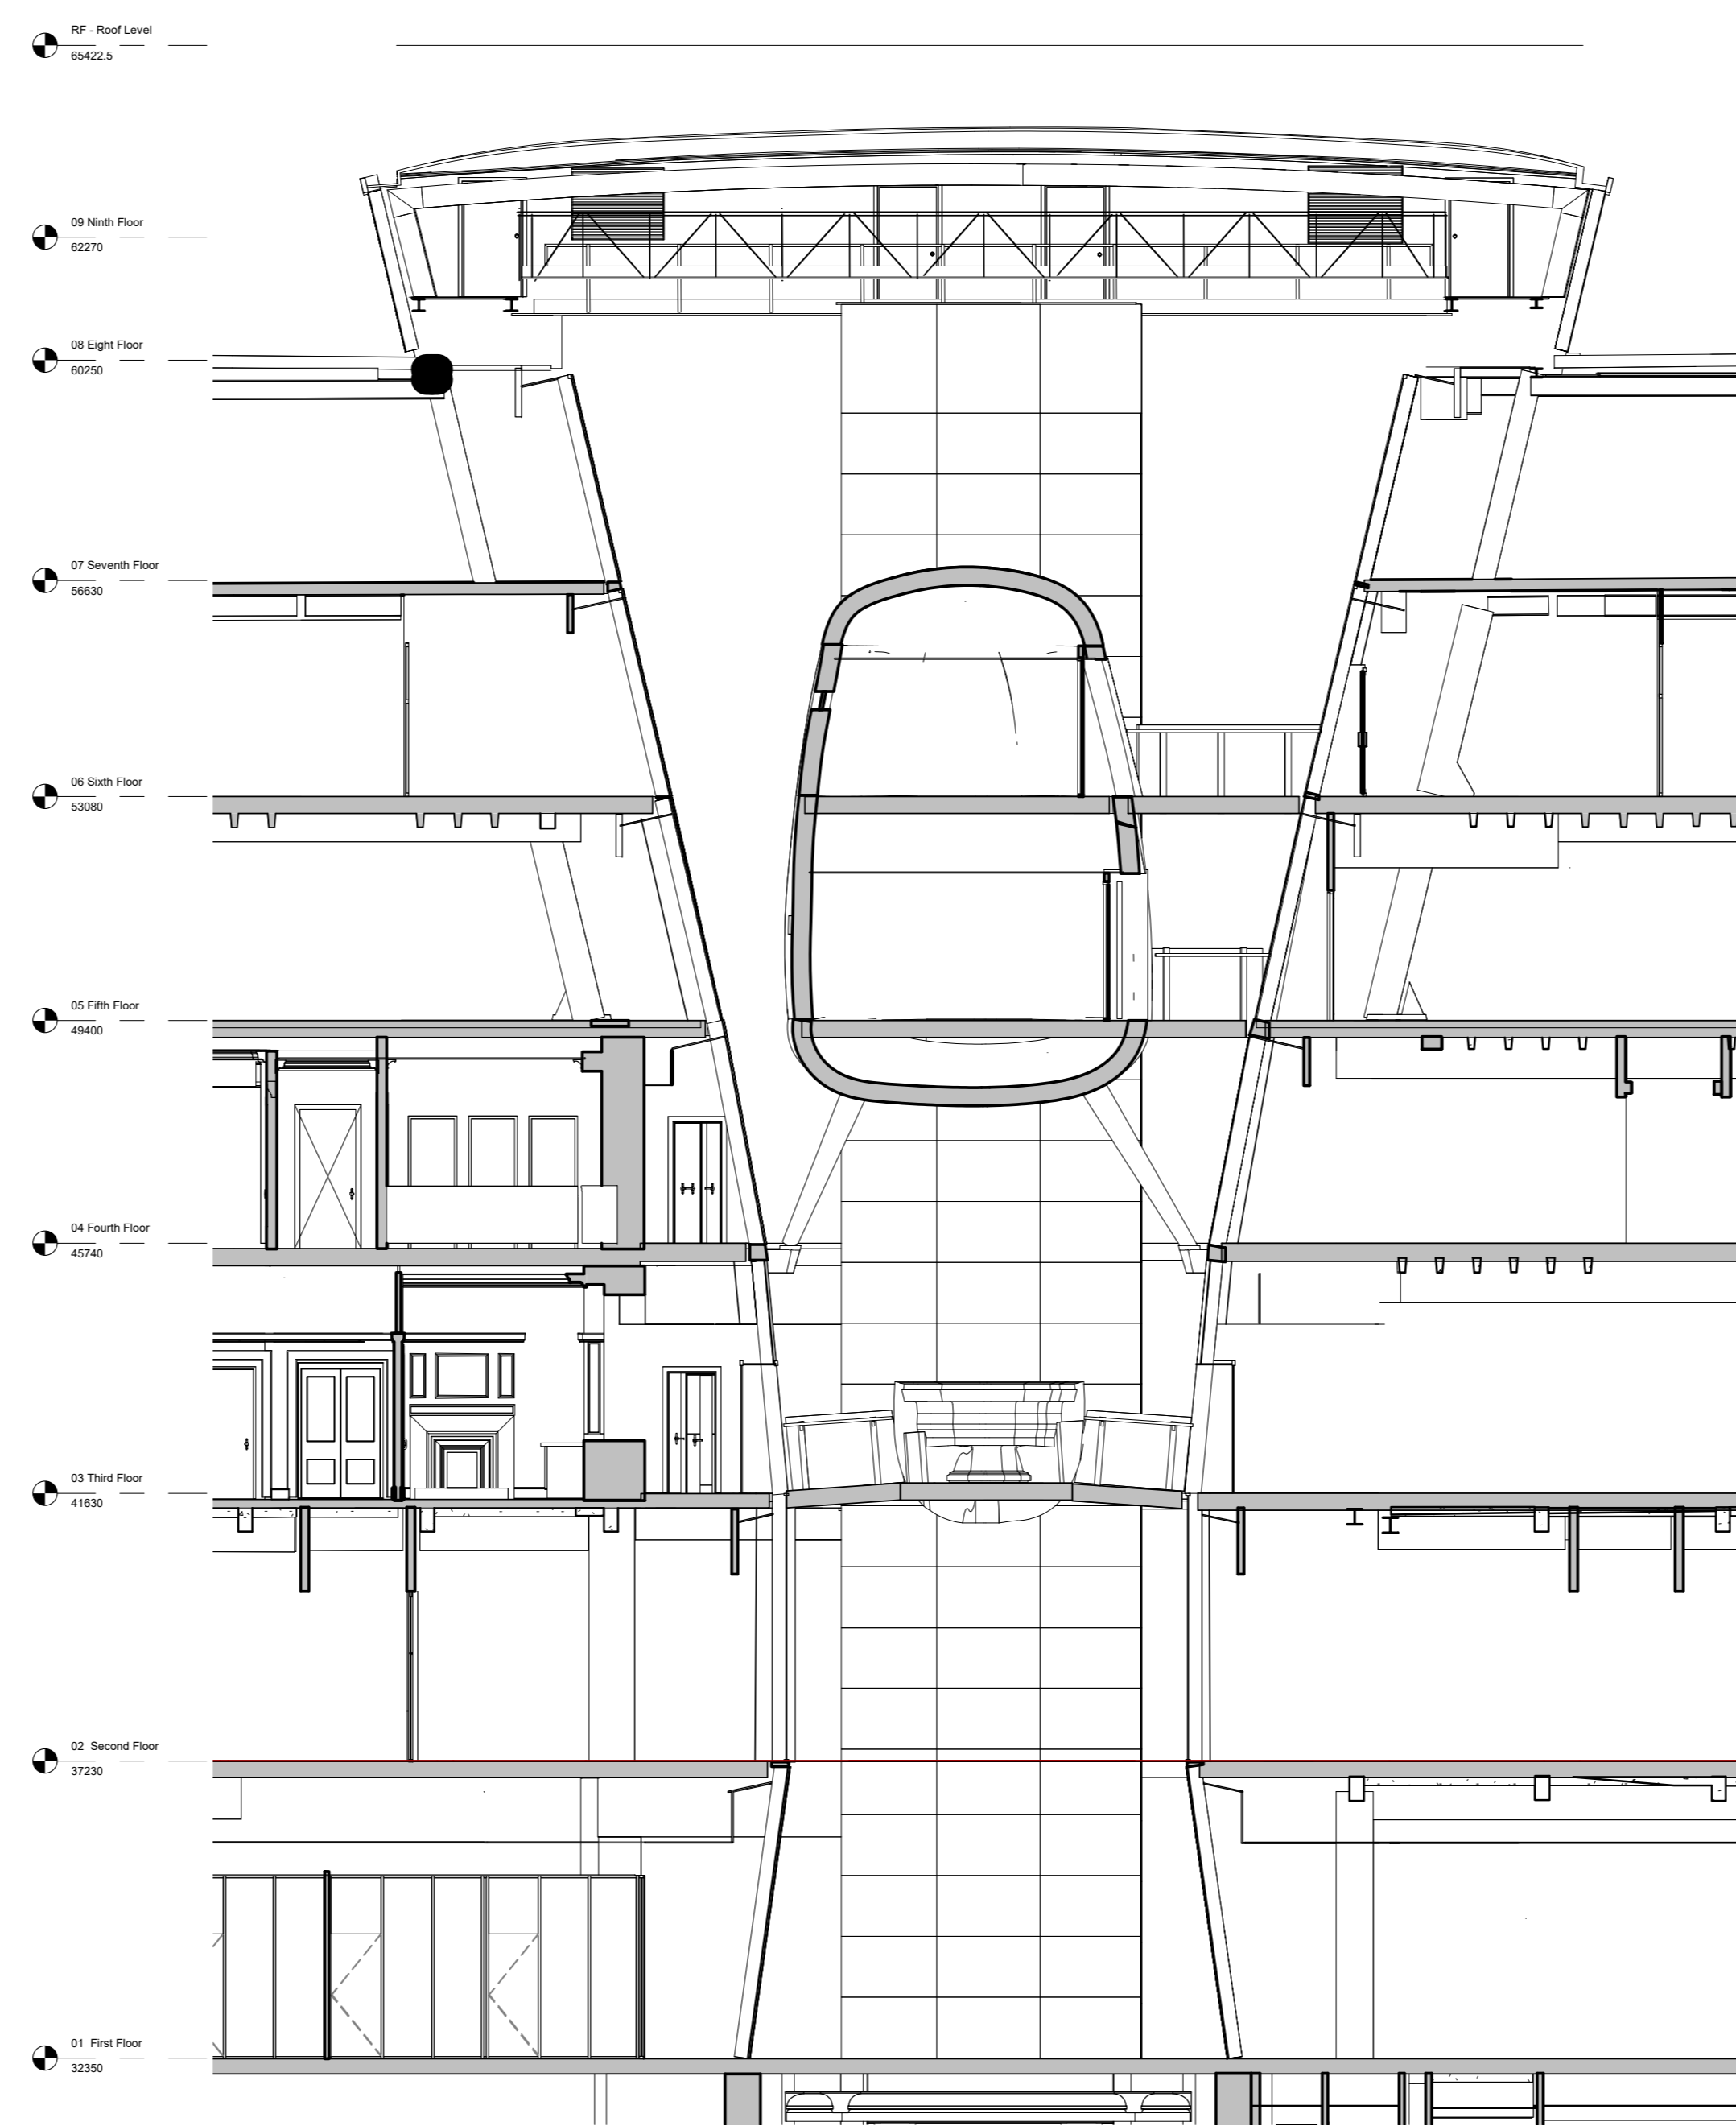 RF - Roof Level
65422.5
09 Ninth Floor
62270
08 Eight Floor
60250
07 Seventh Floor
56630
06 Sixth Floor
53080
05 Fifth Floor
49400
04 Fourth Floor
45740
03 Third Floor
41630
02 Second Floor
37230
01 First Floor
32350